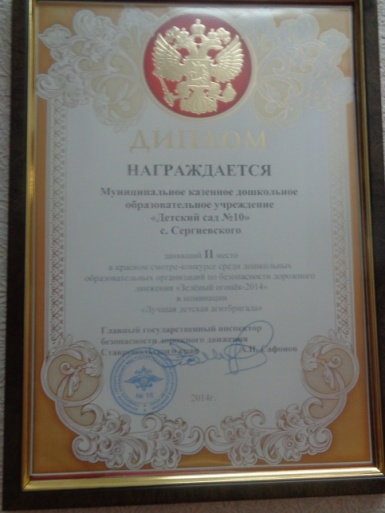 ДИПЛОМ
НАГРАЖДАЕТСЯ
Муниципальное казенное дошкольное
образовательное учреждение
«Детский сад №10»
с. Сергиевского
занявший II место
в краевом смотре-конкурсе среди дошкольных
образовательных организаций по безопасности дорожного
движения «Зелёный огонёк-2014»
в номинации
«Лучшая детская агитбригада»
Главный государственный инспектор
безопасности дорожного движения
Ставропольского края А.Н. Сафонов
2014г.